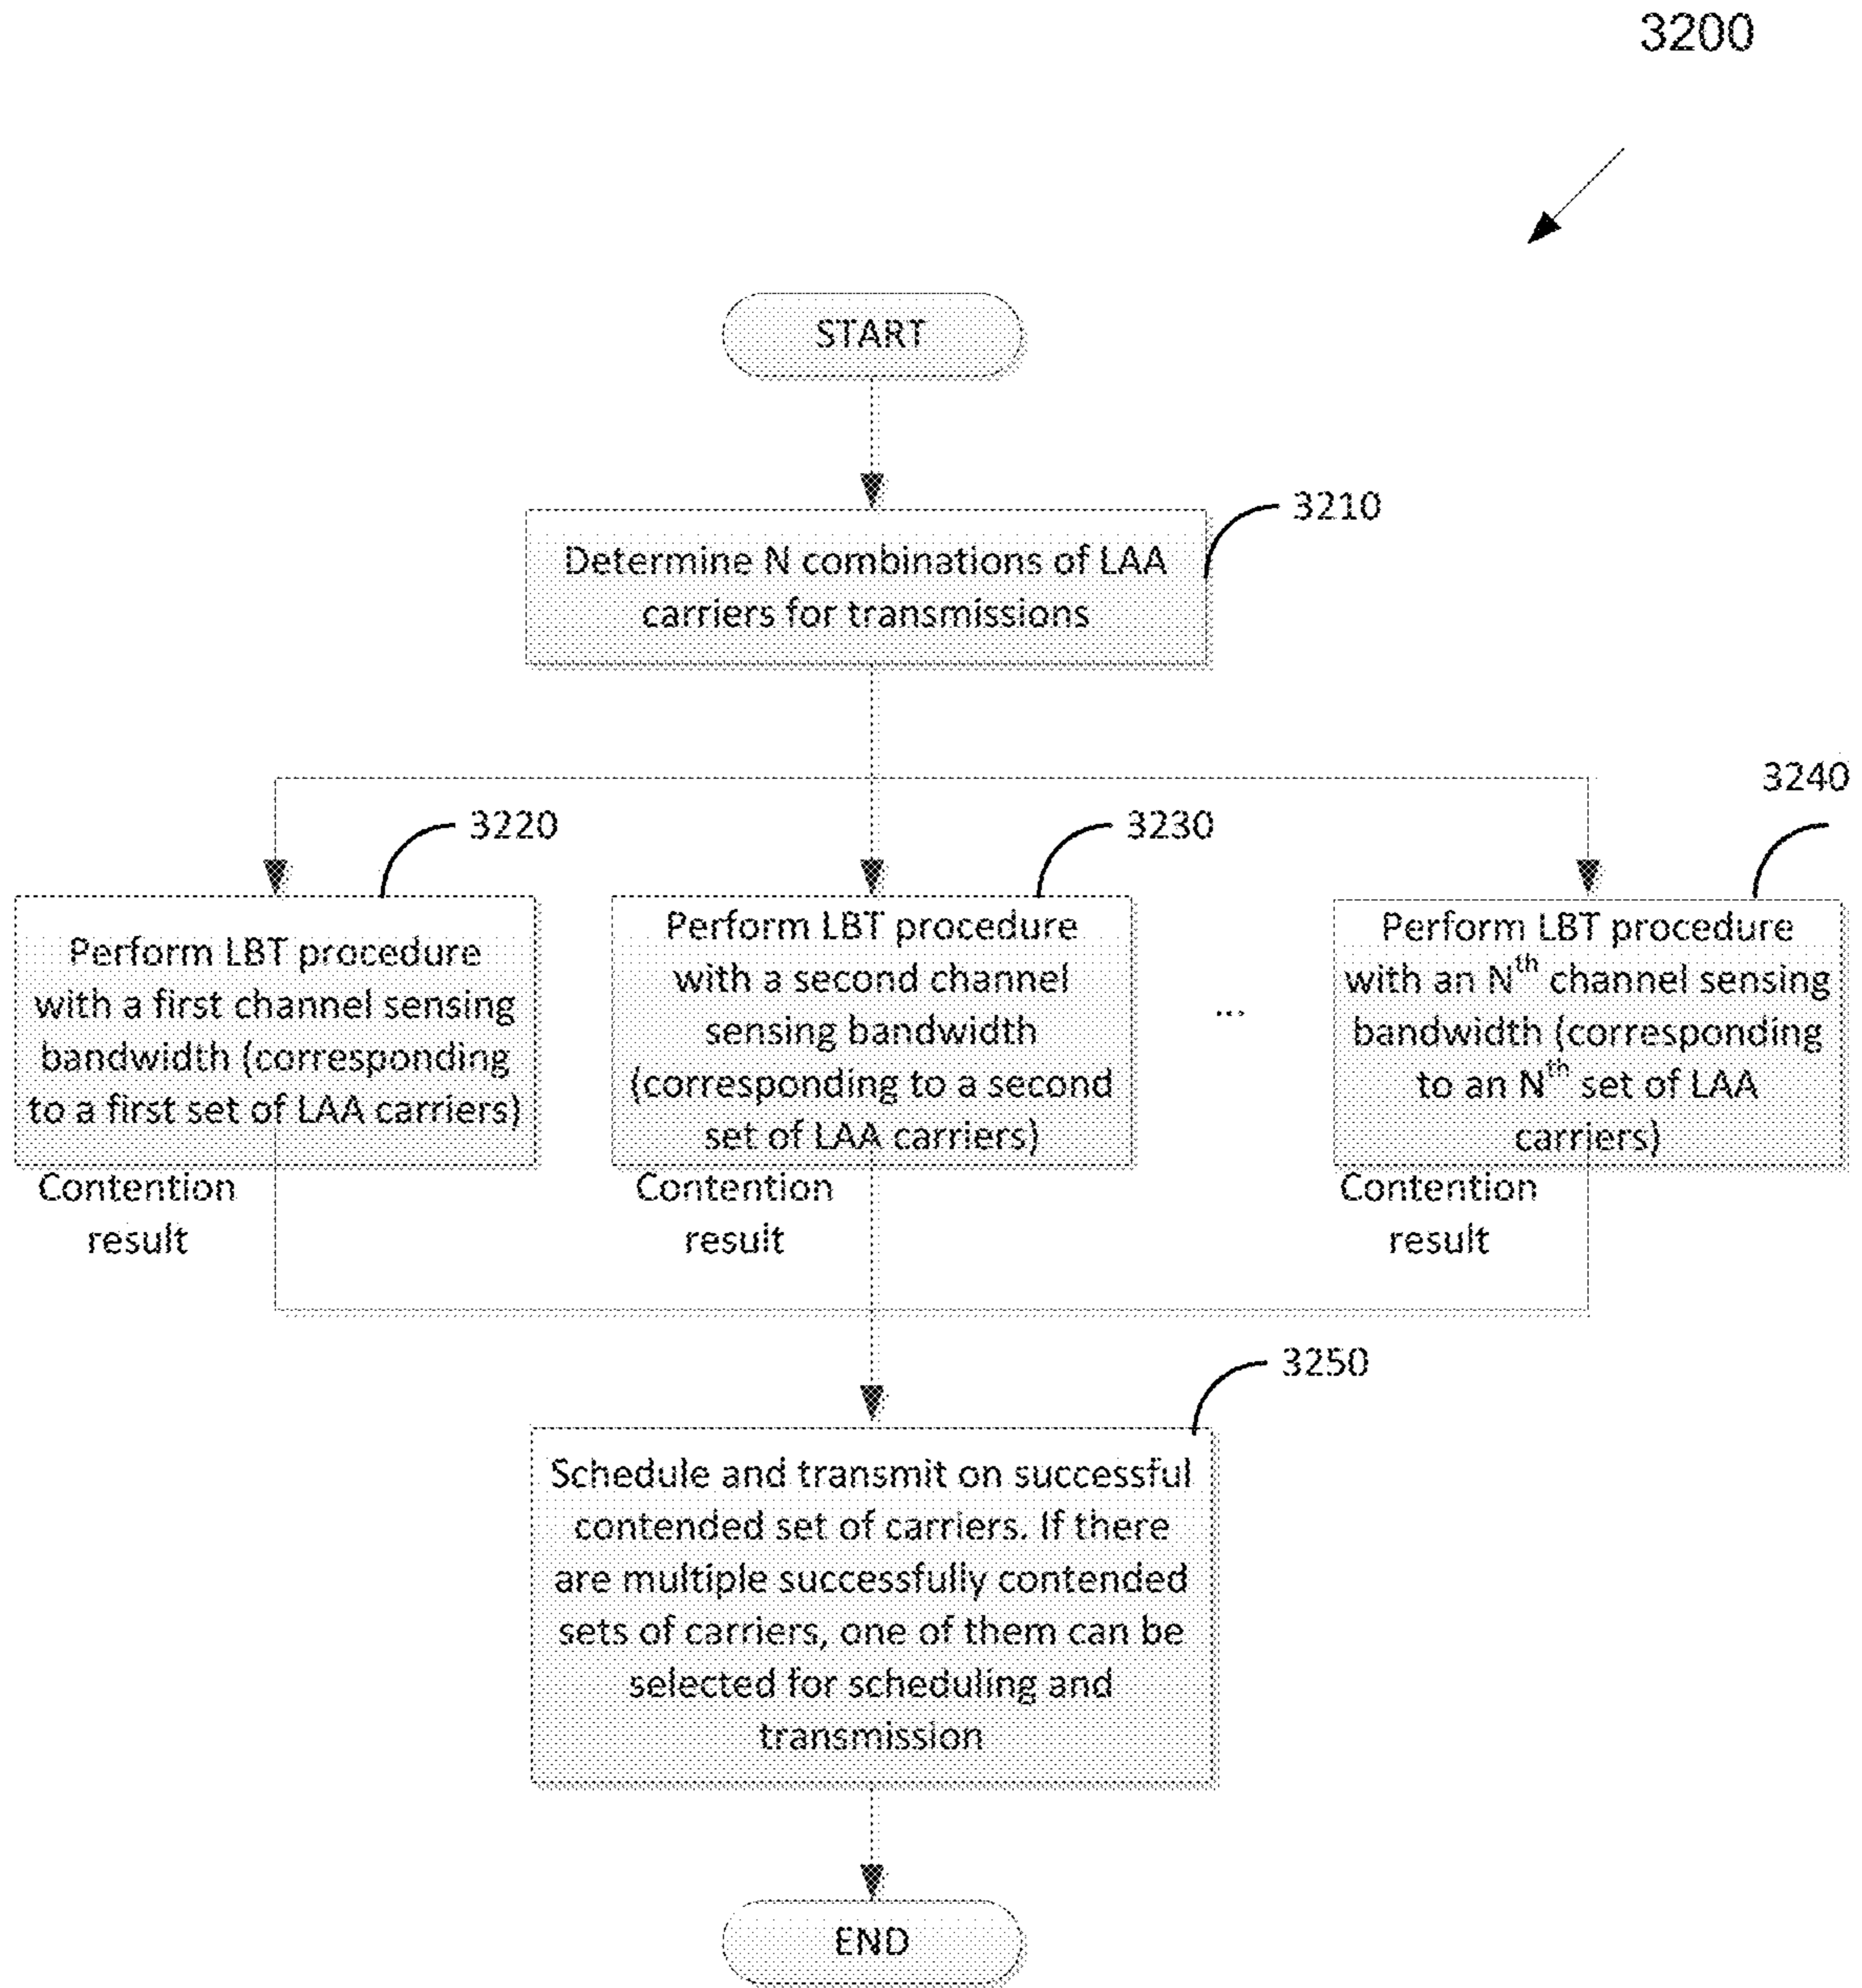 3200
START
3210
Determine N combinations of LAA
carriers for transmissions
3240
3220
3230
Perform LBT procedure
with a first channel sensing
bandwidth (corresponding
to a first set of LAA carriers)
Perform LBT procedure
with a second channel
sensing bandwidth
(corresponding to a second
set of LAA carriers)
...
Perform LBT procedure
with an Nth channel sensing
bandwidth (corresponding
to an Nth set of LAA
carriers)
Contention
result
Contention
result
Contention
result
3250
Schedule and transmit on successful
contended set of carriers. If there
are multiple successfully contended
sets of carriers, one of them can be
selected for scheduling and
transmission
END